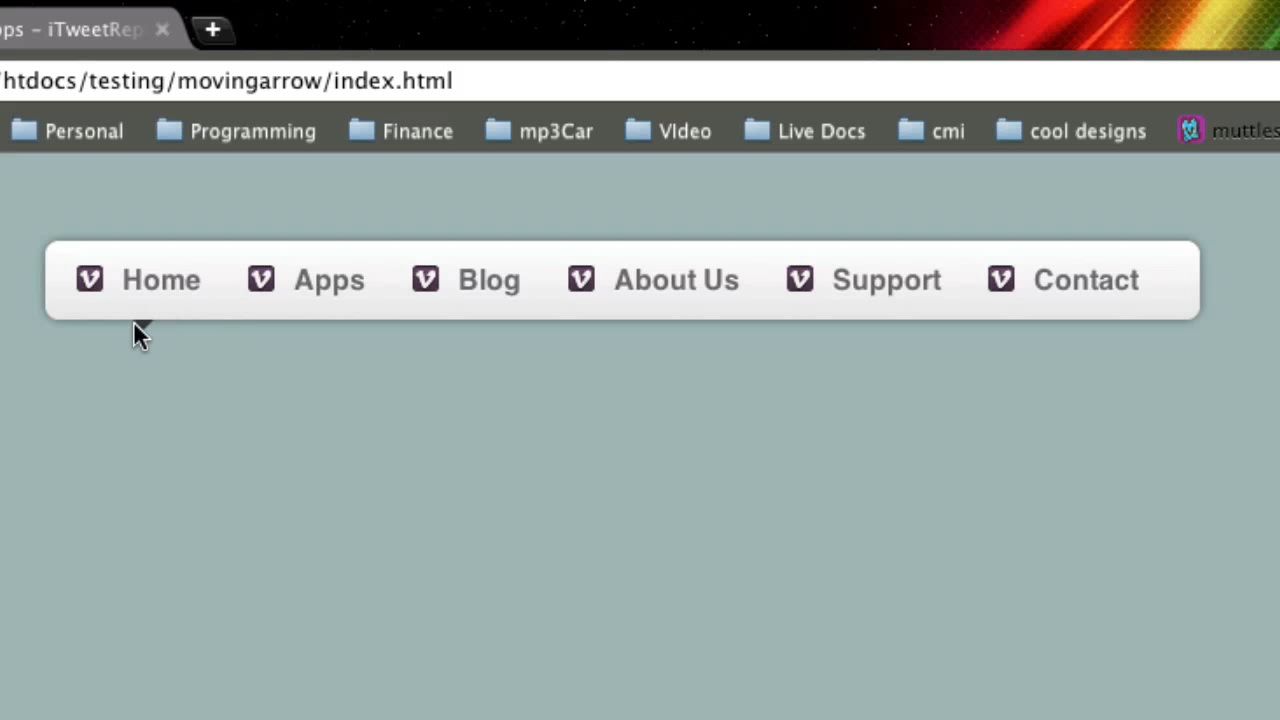 ps – iTweetRep
/htdocs/testing/movingarrow/index.html
Personal Programming Finance mp3Car VIdeo Live Docs cmi cool designs muttles
Home Apps Blog About Us Support Contact